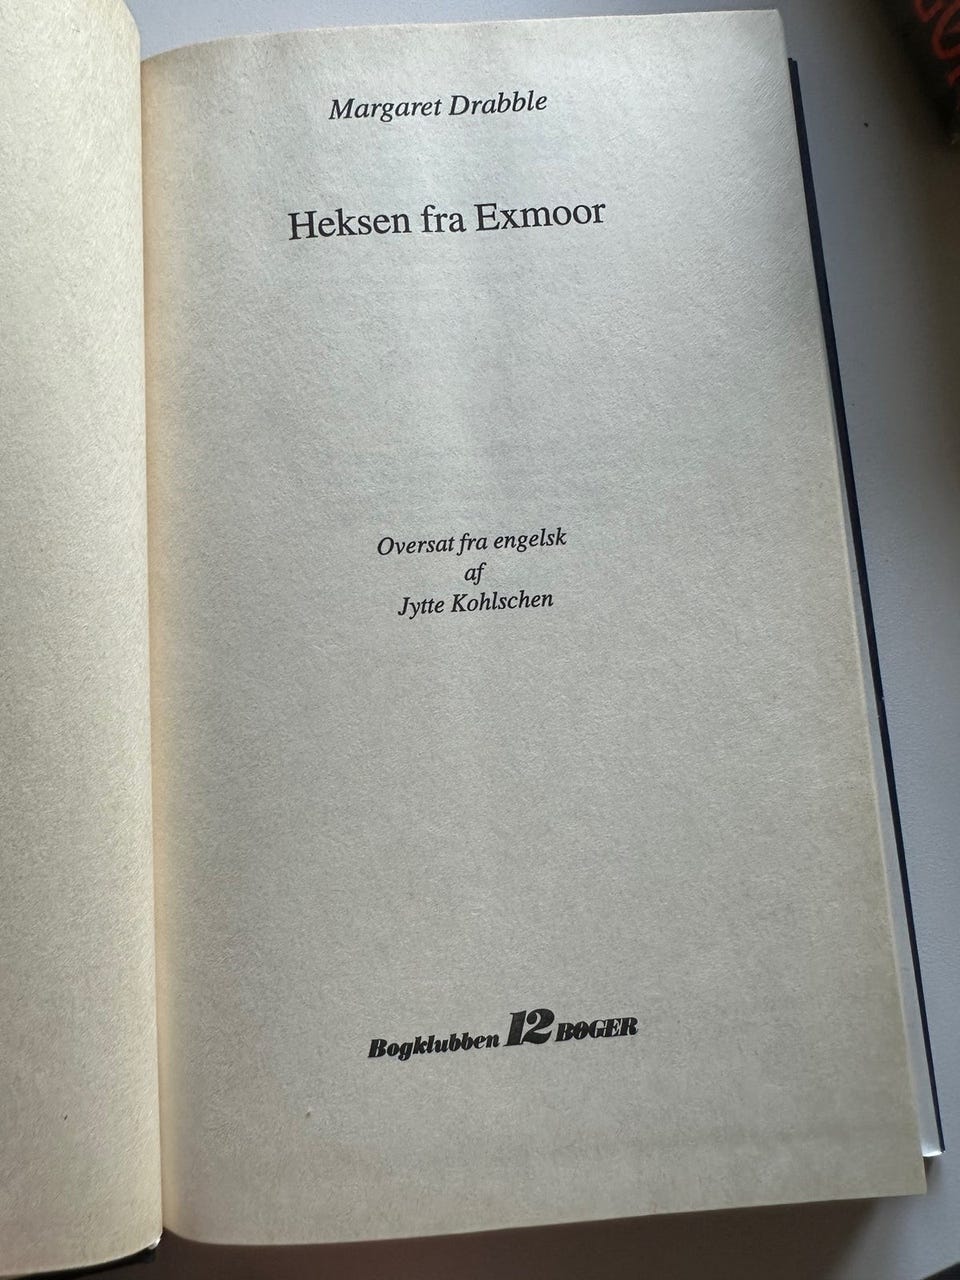 Margaret Drabble
Heksen fra Exmoor
Oversat fra engelsk
af
Jytte Kohlschen
Bogklubben 12 BØGER